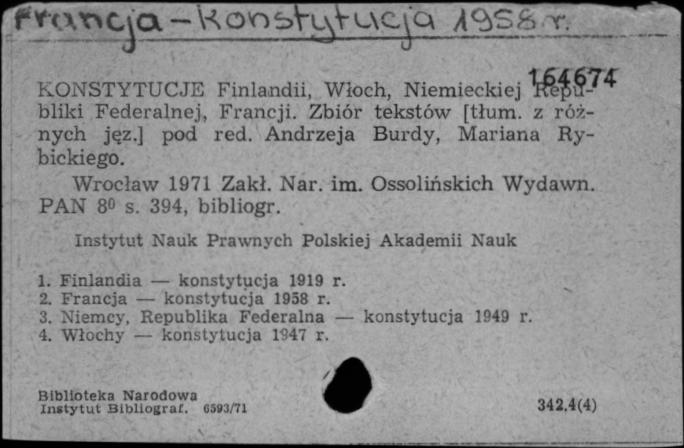 Francja - Konstytucja 1958 r.
164674
KONSTYTUCJE Finlandii, Włoch, Niemieckiej Repu-
bliki Federalnej, Francji. Zbiór tekstów [tłum. z róż-
nych jęz.] pod red. Andrzeja Burdy, Mariana Ry-
bickiego.
Wrocław 1971 Zakł. Nar. im. Ossolińskich Wydawn.
PAN 8⁰ s. 394, bibliogr.
Instytut Nauk Prawnych Polskiej Akademii Nauk
1. Finlandia — konstytucja 1919 r.
2. Francja — konstytucja 1958 r.
3. Niemcy, Republika Federalna — konstytucja 1949 r.
4. Włochy — konstytucja 1947 r.
Biblioteka Narodowa
Instytut Bibliograf. 6593/71
342.4(4)